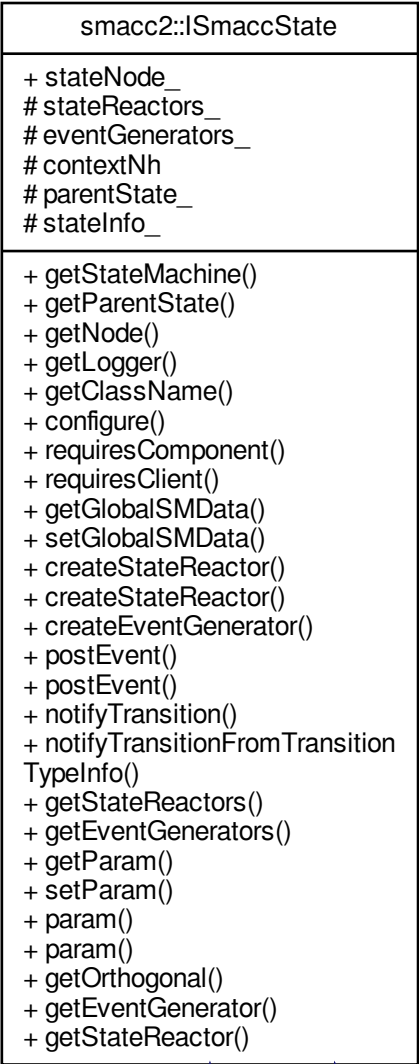 smacc2::ISmaccState
+ stateNode_
# stateReactors_
# eventGenerators_
# contextNh
# parentState_
# stateInfo_
+ getStateMachine()
+ getParentState()
+ getNode()
+ getLogger()
+ getClassName()
+ configure()
+ requiresComponent()
+ requiresClient()
+ getGlobalSMData()
+ setGlobalSMData()
+ createStateReactor()
+ createStateReactor()
+ createEventGenerator()
+ postEvent()
+ postEvent()
+ notifyTransition()
+ notifyTransitionFromTransition
TypeInfo()
+ getStateReactors()
+ getEventGenerators()
+ getParam()
+ setParam()
+ param()
+ param()
+ getOrthogonal()
+ getEventGenerator()
+ getStateReactor()